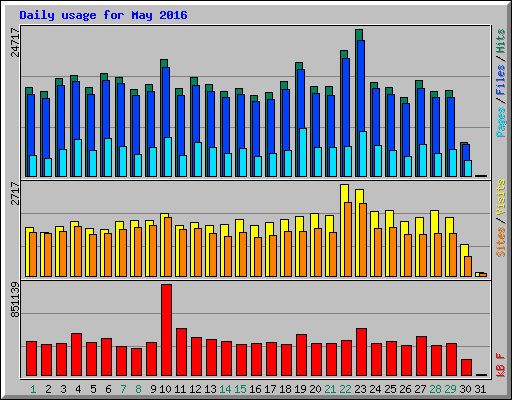 Daily usage for May 2016
24717
Pages / Files / Hits
2717
Sites / Visits
851139
kB F
1 2 3 4 5 6 7 8 9 10 11 12 13 14 15 16 17 18 19 20 21 22 23 24 25 26 27 28 29 30 31